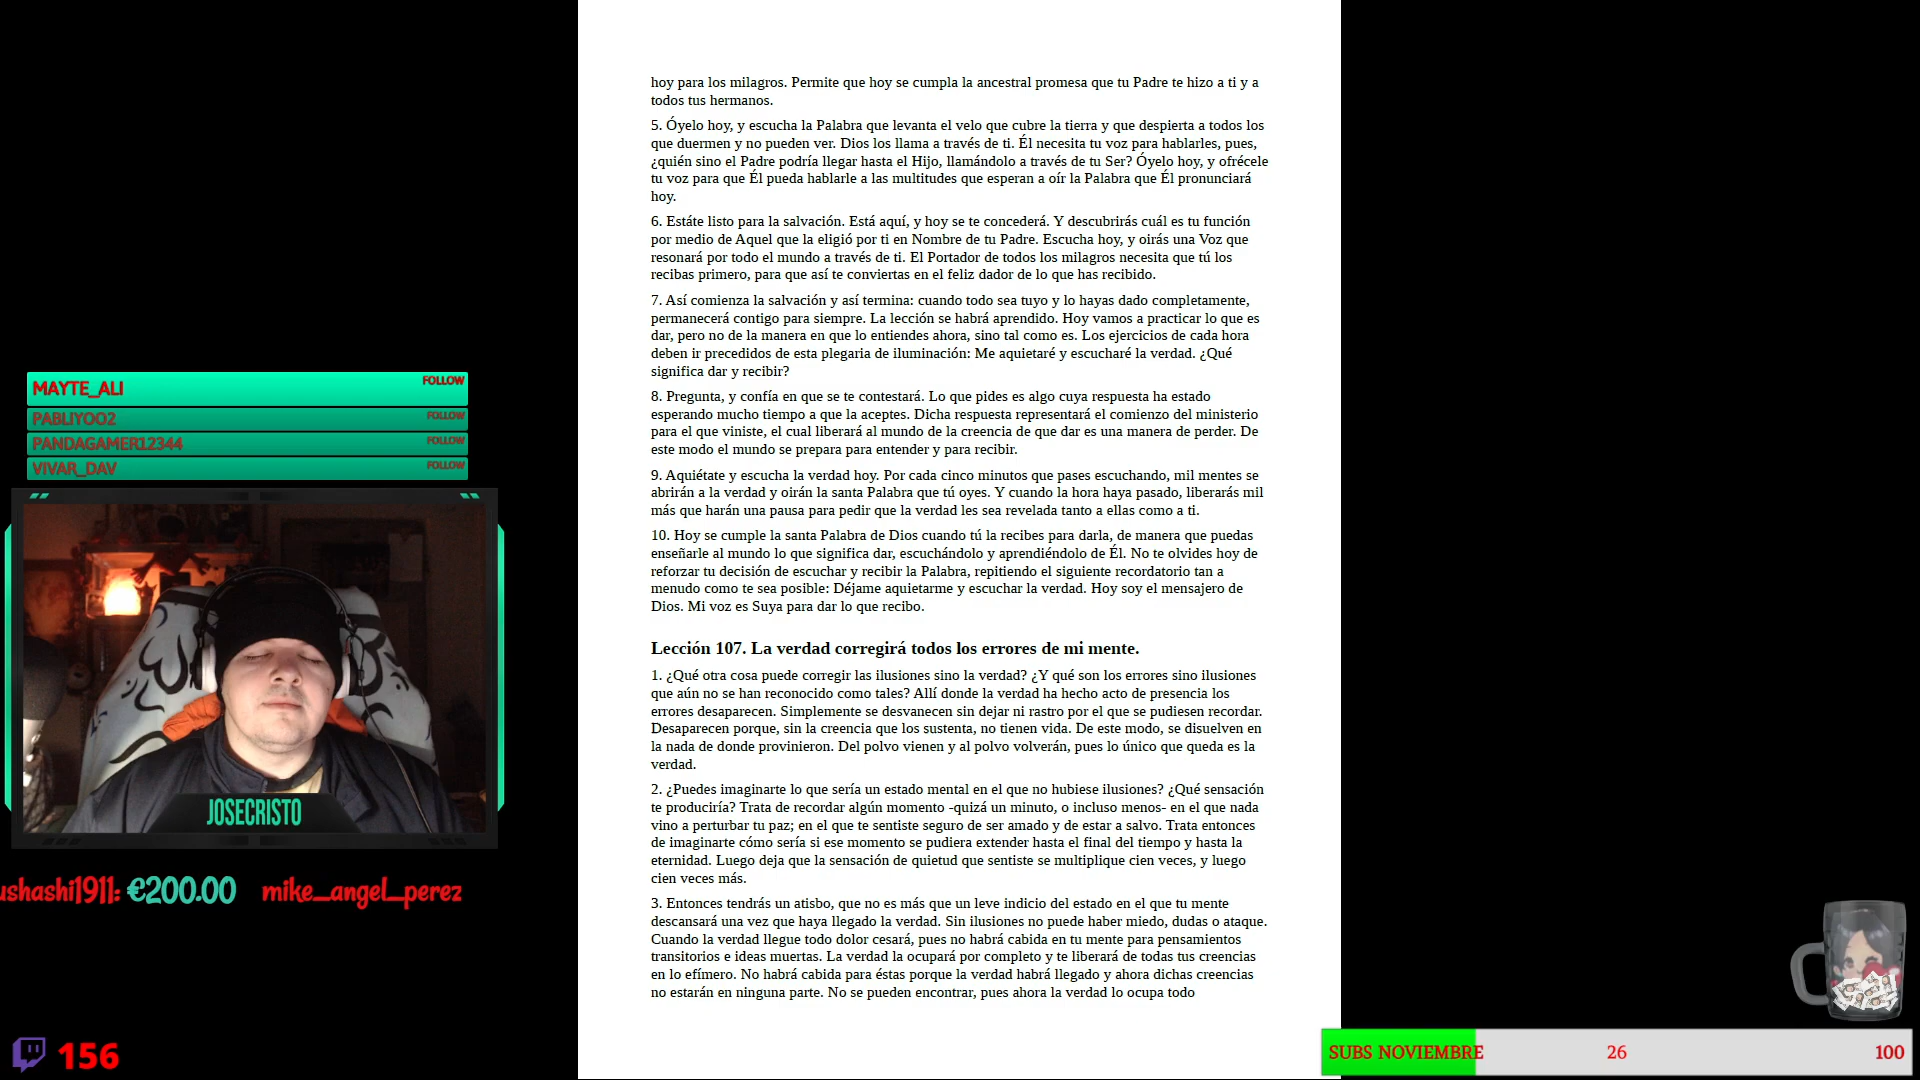 hoy para los milagros. Permite que hoy se cumpla la ancestral promesa que tu Padre te hizo a ti y a
todos tus hermanos.
5. Óyelo hoy, y escucha la Palabra que levanta el velo que cubre la tierra y que despierta a todos los
que duermen y no pueden ver. Dios los llama a través de ti. Él necesita tu voz para hablarles, pues,
¿quién sino el Padre podría llegar hasta el Hijo, llamándolo a través de tu Ser? Óyelo hoy, y ofrécele
tu voz para que Él pueda hablarle a las multitudes que esperan a oír la Palabra que Él pronunciará
hoy.
6. Estáte listo para la salvación. Está aquí, y hoy se te concederá. Y descubrirás cuál es tu función
por medio de Aquel que la eligió por ti en Nombre de tu Padre. Escucha hoy, y oirás una Voz que
resonará por todo el mundo a través de ti. El Portador de todos los milagros necesita que tú los
recibas primero, para que así te conviertas en el feliz dador de lo que has recibido.
7. Así comienza la salvación y así termina: cuando todo sea tuyo y lo hayas dado completamente,
permanecerá contigo para siempre. La lección se habrá aprendido. Hoy vamos a practicar lo que es
dar, pero no de la manera en que lo entiendes ahora, sino tal como es. Los ejercicios de cada hora
deben ir precedidos de esta plegaria de iluminación: Me aquietaré y escucharé la verdad. ¿Qué
significa dar y recibir?
8. Pregunta, y confía en que se te contestará. Lo que pides es algo cuya respuesta ha estado
esperando mucho tiempo a que la aceptes. Dicha respuesta representará el comienzo del ministerio
para el que viniste, el cual liberará al mundo de la creencia de que dar es una manera de perder. De
este modo el mundo se prepara para entender y para recibir.
9. Aquiétate y escucha la verdad hoy. Por cada cinco minutos que pases escuchando, mil mentes se
abrirán a la verdad y oirán la santa Palabra que tú oyes. Y cuando la hora haya pasado, liberarás mil
más que harán una pausa para pedir que la verdad les sea revelada tanto a ellas como a ti.
10. Hoy se cumple la santa Palabra de Dios cuando tú la recibes para darla, de manera que puedas
enseñarle al mundo lo que significa dar, escuchándolo y aprendiéndolo de Él. No te olvides hoy de
reforzar tu decisión de escuchar y recibir la Palabra, repitiendo el siguiente recordatorio tan a
menudo como te sea posible: Déjame aquietarme y escuchar la verdad. Hoy soy el mensajero de
Dios. Mi voz es Suya para dar lo que recibo.
Lección 107. La verdad corregirá todos los errores de mi mente.
1. ¿Qué otra cosa puede corregir las ilusiones sino la verdad? ¿Y qué son los errores sino ilusiones
que aún no se han reconocido como tales? Allí donde la verdad ha hecho acto de presencia los
errores desaparecen. Simplemente se desvanecen sin dejar ni rastro por el que se pudiesen recordar.
Desaparecen porque, sin la creencia que los sustenta, no tienen vida. De este modo, se disuelven en
la nada de donde provinieron. Del polvo vienen y al polvo volverán, pues lo único que queda es la
verdad.
2. ¿Puedes imaginarte lo que sería un estado mental en el que no hubiese ilusiones? ¿Qué sensación
te produciría? Trata de recordar algún momento -quizá un minuto, o incluso menos- en el que nada
vino a perturbar tu paz; en el que te sentiste seguro de ser amado y de estar a salvo. Trata entonces
de imaginarte cómo sería si ese momento se pudiera extender hasta el final del tiempo y hasta la
eternidad. Luego deja que la sensación de quietud que sentiste se multiplique cien veces, y luego
cien veces más.
3. Entonces tendrás un atisbo, que no es más que un leve indicio del estado en el que tu mente
descansará una vez que haya llegado la verdad. Sin ilusiones no puede haber miedo, dudas o ataque.
Cuando la verdad llegue todo dolor cesará, pues no habrá cabida en tu mente para pensamientos
transitorios e ideas muertas. La verdad la ocupará por completo y te liberará de todas tus creencias
en lo efímero. No habrá cabida para éstas porque la verdad habrá llegado y ahora dichas creencias
no estarán en ninguna parte. No se pueden encontrar, pues ahora la verdad lo ocupa todo
MAYTE_ALI FOLLOW
PABLIYOO2 FOLLOW
PANDAGAMER12344 FOLLOW
VIVAR_DAV FOLLOW
JOSECRISTO
ushashi1911: €200.00 mike_angel_perez
156
SUBS NOVIEMBRE 26 100